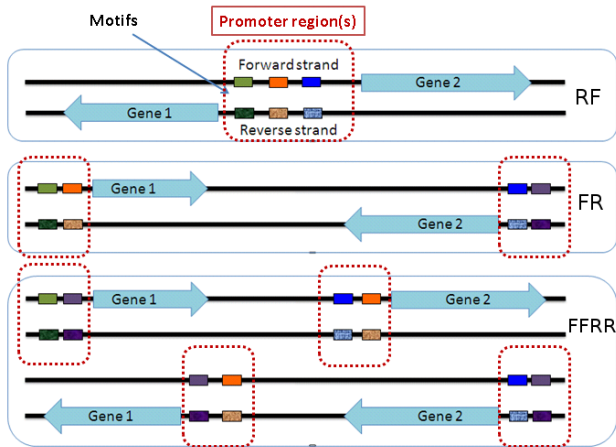 Motifs
Promoter region(s)
Forward strand
Gene 2
Gene 1
Reverse strand
RF
Gene 1
FR
Gene 2
Gene 1
Gene 2
FFRR
Gene 1
Gene 2